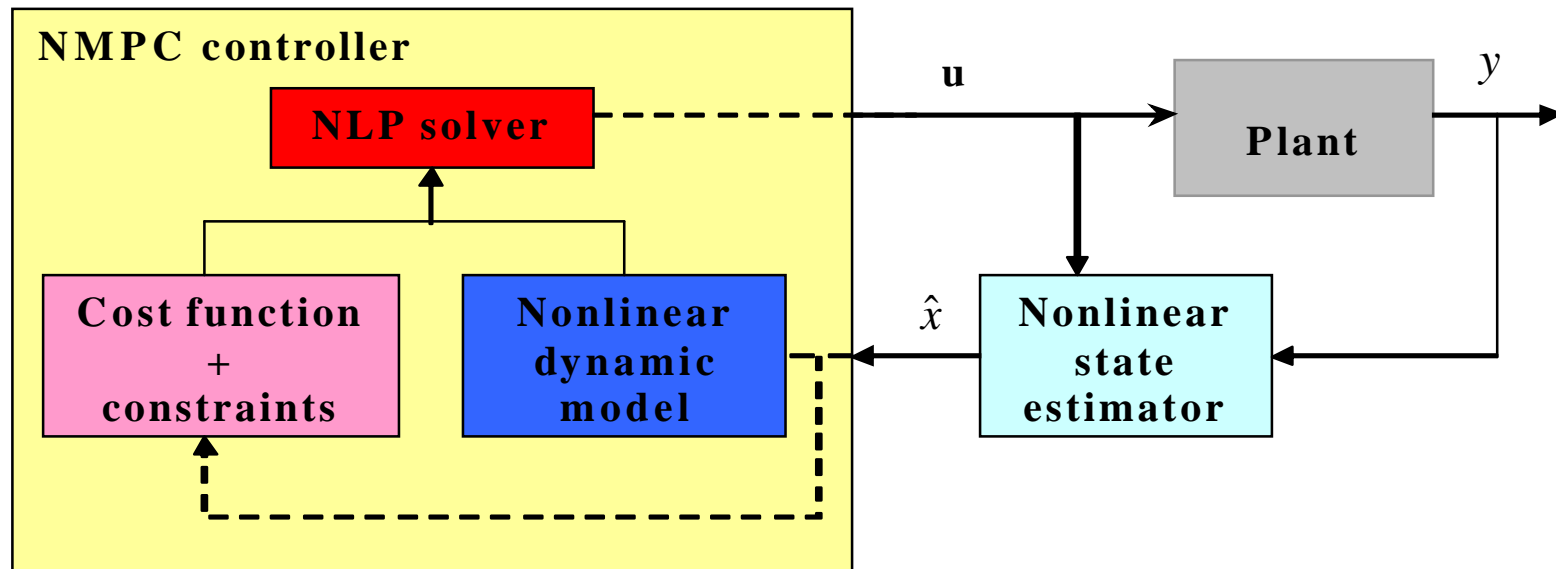 NMPC controller
NLP solver
u
Plant
y
Cost function
+
constraints
Nonlinear
dynamic
model
x̂
Nonlinear
state
estimator